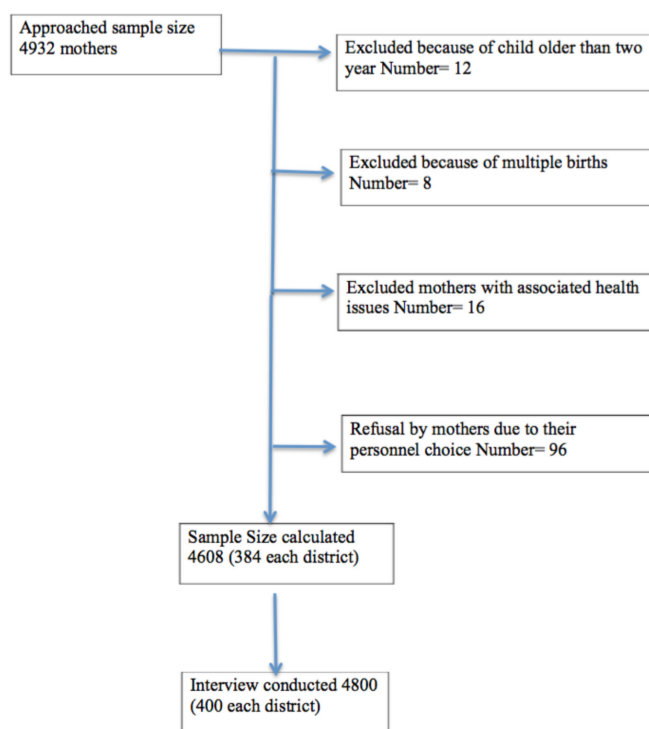 Approached sample size
4932 mothers
Excluded because of child older than two
year Number= 12
Excluded because of multiple births
Number= 8
Excluded mothers with associated health
issues Number= 16
Refusal by mothers due to their
personnel choice Number= 96
Sample Size calculated
4608 (384 each district)
Interview conducted 4800
(400 each district)